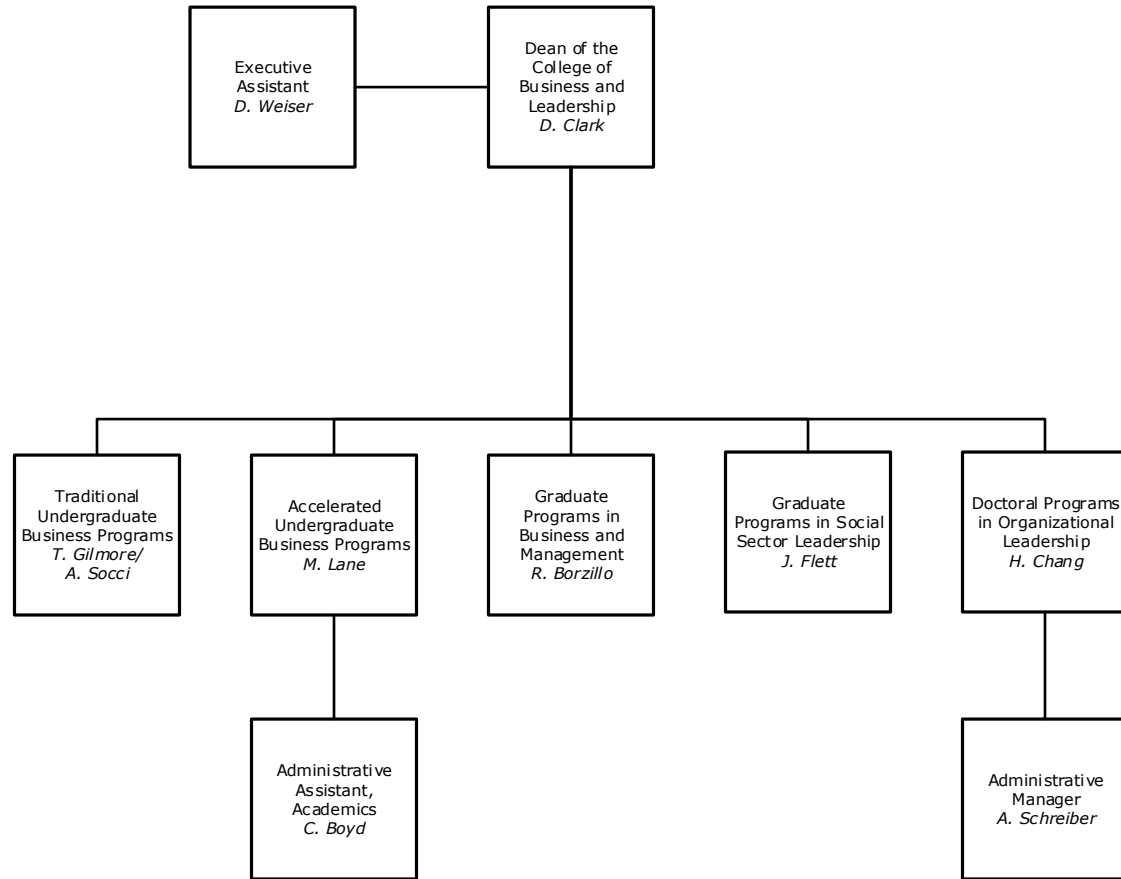 Executive
Assistant
D. Weiser
Dean of the
College of
Business and
Leadership
D. Clark
Traditional
Undergraduate
Business Programs
T. Gilmore/
A. Socci
Accelerated
Undergraduate
Business Programs
M. Lane
Graduate
Programs in
Business and
Management
R. Borzillo
Graduate
Programs in Social
Sector Leadership
J. Flett
Doctoral Programs
in Organizational
Leadership
H. Chang
Administrative
Assistant,
Academics
C. Boyd
Administrative
Manager
A. Schreiber